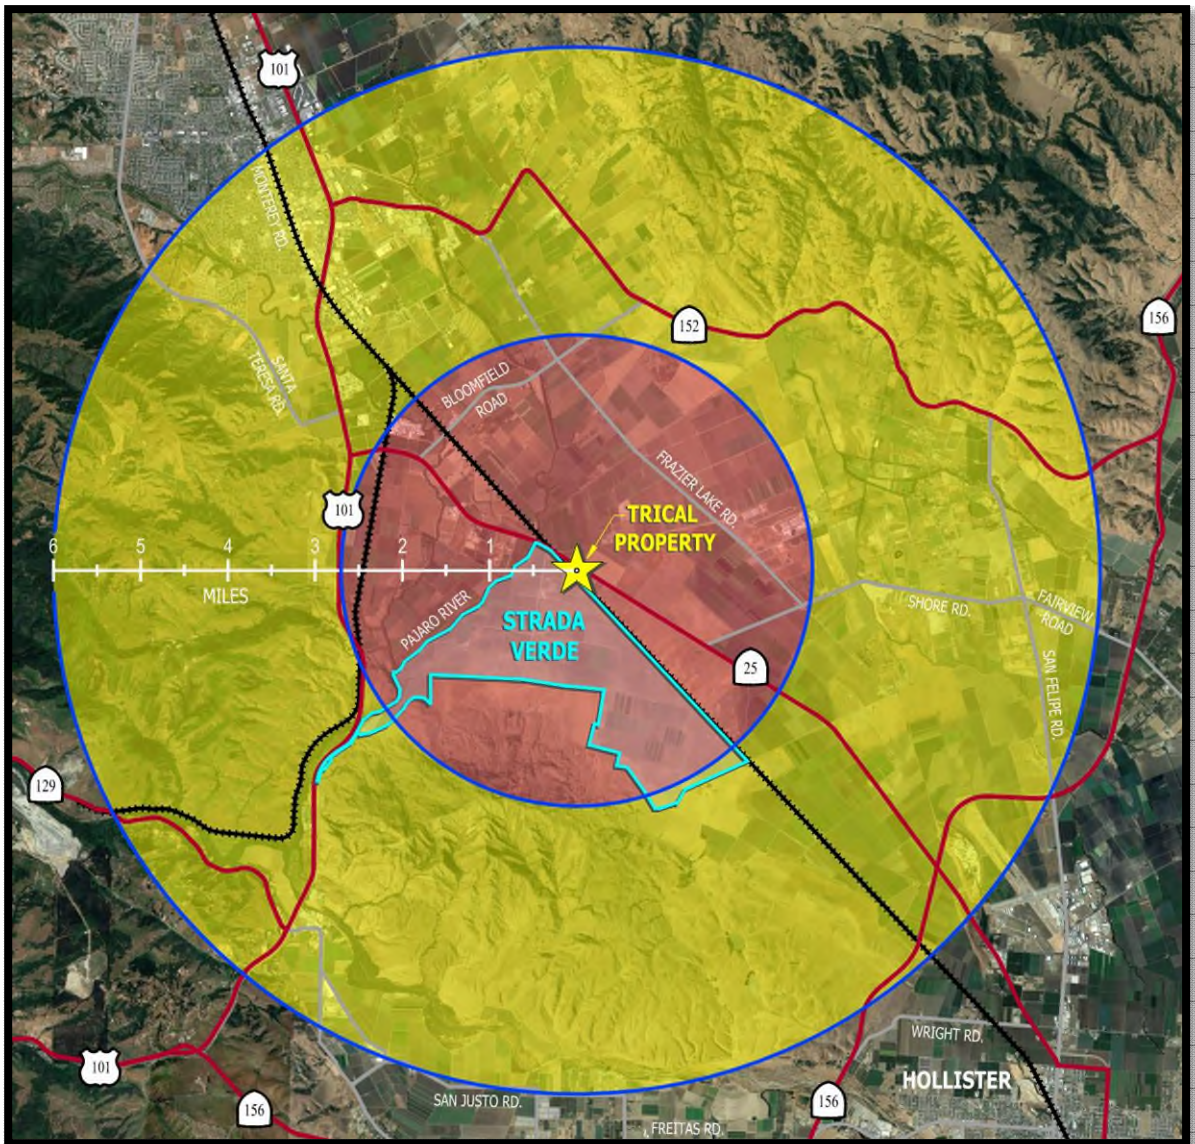 101
MONTEREY RD.
152
156
SANTA
TERESA RD.
BLOOMFIELD
ROAD
FRAZIER LAKE RD.
101
TRICAL
PROPERTY
6 5 4 3 2 1
MILES
PAJARO RIVER
STRADA
VERDE
SHORE RD.
FAIRVIEW
ROAD
25
SAN FELIPE RD.
129
WRIGHT RD.
101
HOLLISTER
156
SAN JUSTO RD.
156
FREITAS RD.